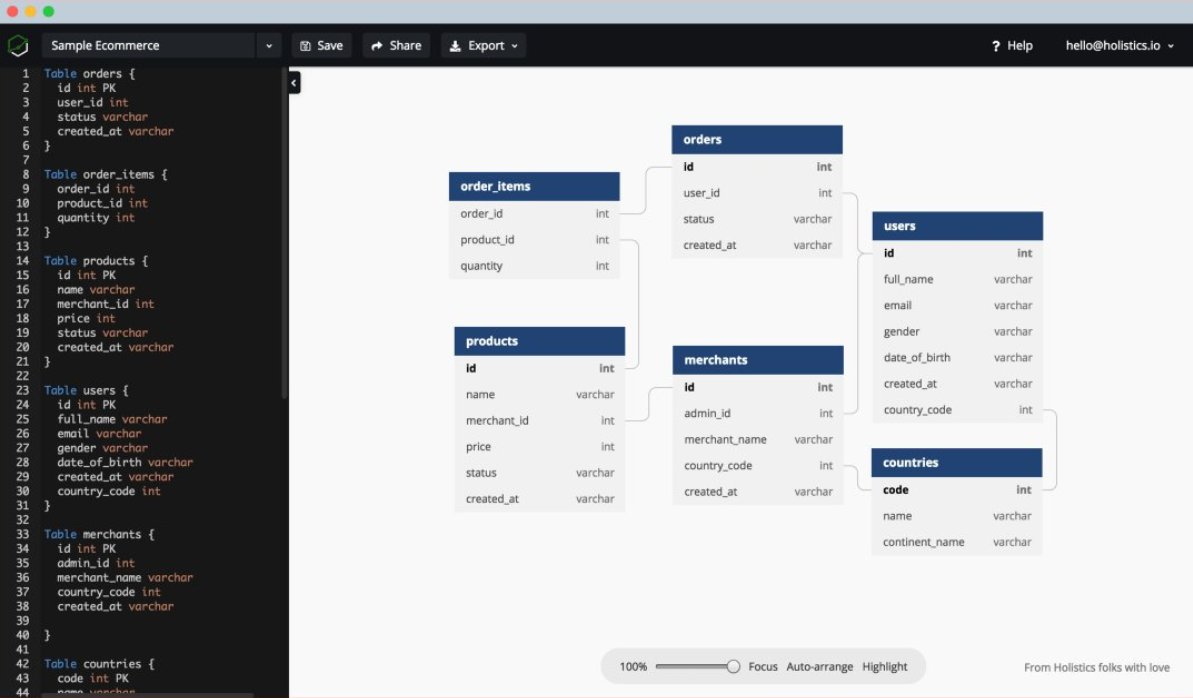 Sample Ecommerce
Save
Share
Export
? Help
hello@holistics.io
1 Table orders {
2 id int PK
3 user_id int
4 status varchar
5 created_at varchar
6 }
7
8 Table order_items {
9 order_id int
10 product_id int
11 quantity int
12 }
13
14 Table products {
15 id int PK
16 name varchar
17 merchant_id int
18 price int
19 status varchar
20 created_at varchar
21 }
22
23 Table users {
24 id int PK
25 full_name varchar
26 email varchar
27 gender varchar
28 date_of_birth varchar
29 created_at varchar
30 country_code int
31 }
32
33 Table merchants {
34 id int PK
35 admin_id int
36 merchant_name varchar
37 country_code int
38 created_at varchar
39
40 }
41
42 Table countries {
43 code int PK
44 name varchar
order_items
order_id int
product_id int
quantity int
orders
id int
user_id int
status varchar
created_at varchar
users
id int
full_name varchar
email varchar
gender varchar
date_of_birth varchar
created_at varchar
country_code int
products
id int
name varchar
merchant_id int
price int
status varchar
created_at varchar
merchants
id int
admin_id int
merchant_name varchar
country_code int
created_at varchar
countries
code int
name varchar
continent_name varchar
100% Focus Auto-arrange Highlight
From Holistics folks with love